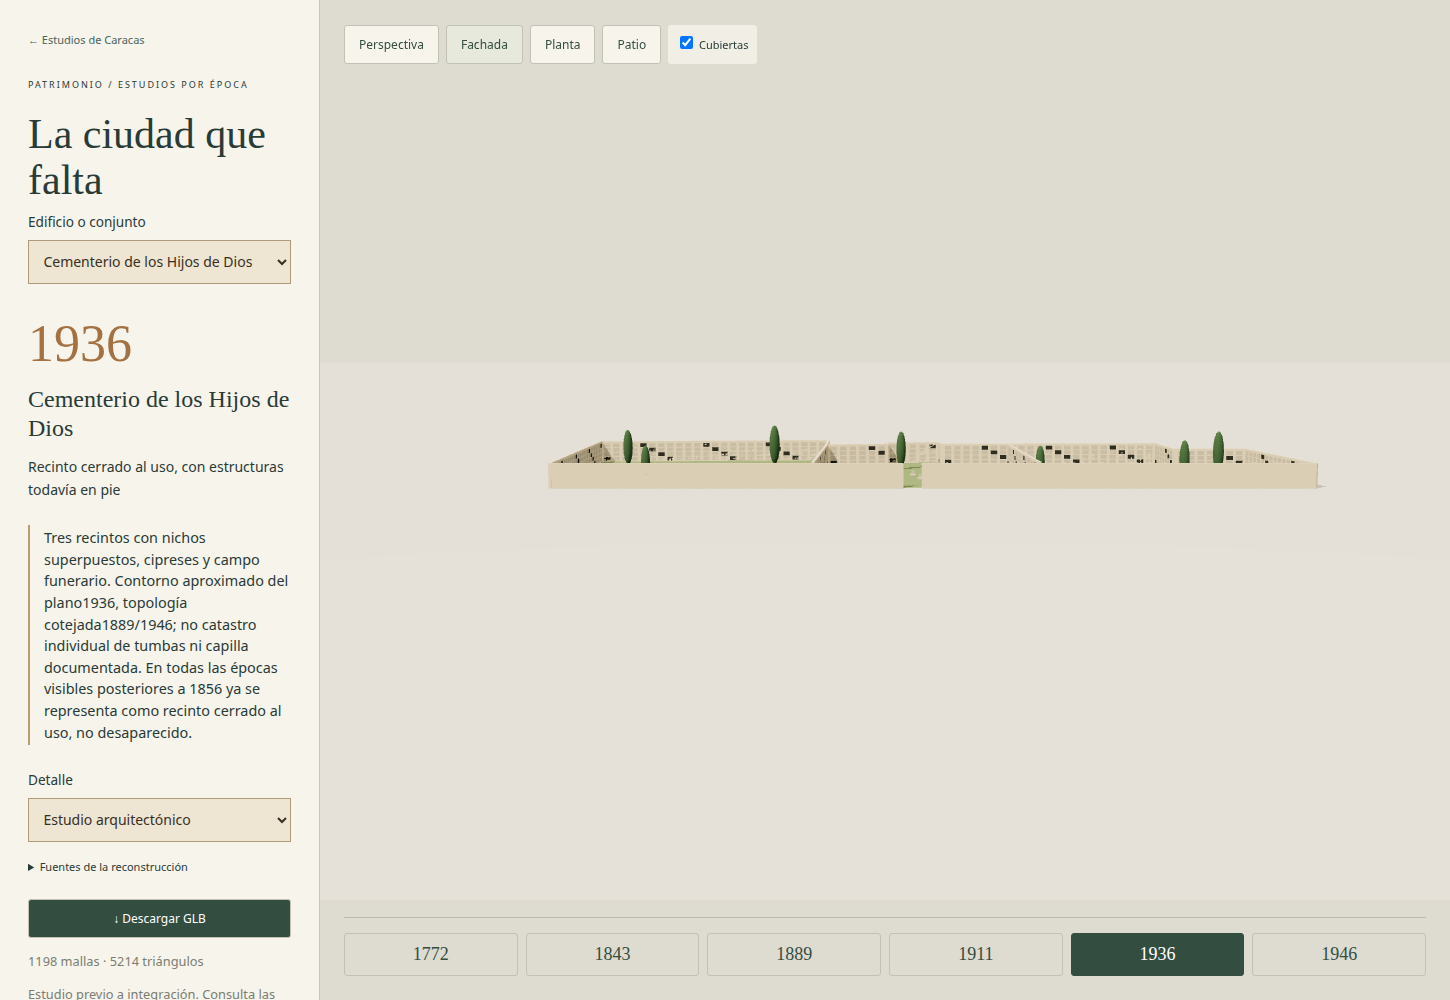 ← Estudios de Caracas
PATRIMONIO / ESTUDIOS POR ÉPOCA
La ciudad que
falta
Edificio o conjunto
Cementerio de los Hijos de Dios
1936
Cementerio de los Hijos de
Dios
Recinto cerrado al uso, con estructuras
todavía en pie
Tres recintos con nichos
superpuestos, cipreses y campo
funerario. Contorno aproximado del
plano1936, topología
cotejada1889/1946; no catastro
individual de tumbas ni capilla
documentada. En todas las épocas
visibles posteriores a 1856 ya se
representa como recinto cerrado al
uso, no desaparecido.
Detalle
Estudio arquitectónico
▶ Fuentes de la reconstrucción
↓ Descargar GLB
1198 mallas · 5214 triángulos
Estudio previo a integración. Consulta las
Perspectiva
Fachada
Planta
Patio
Cubiertas
1772
1843
1889
1911
1936
1946